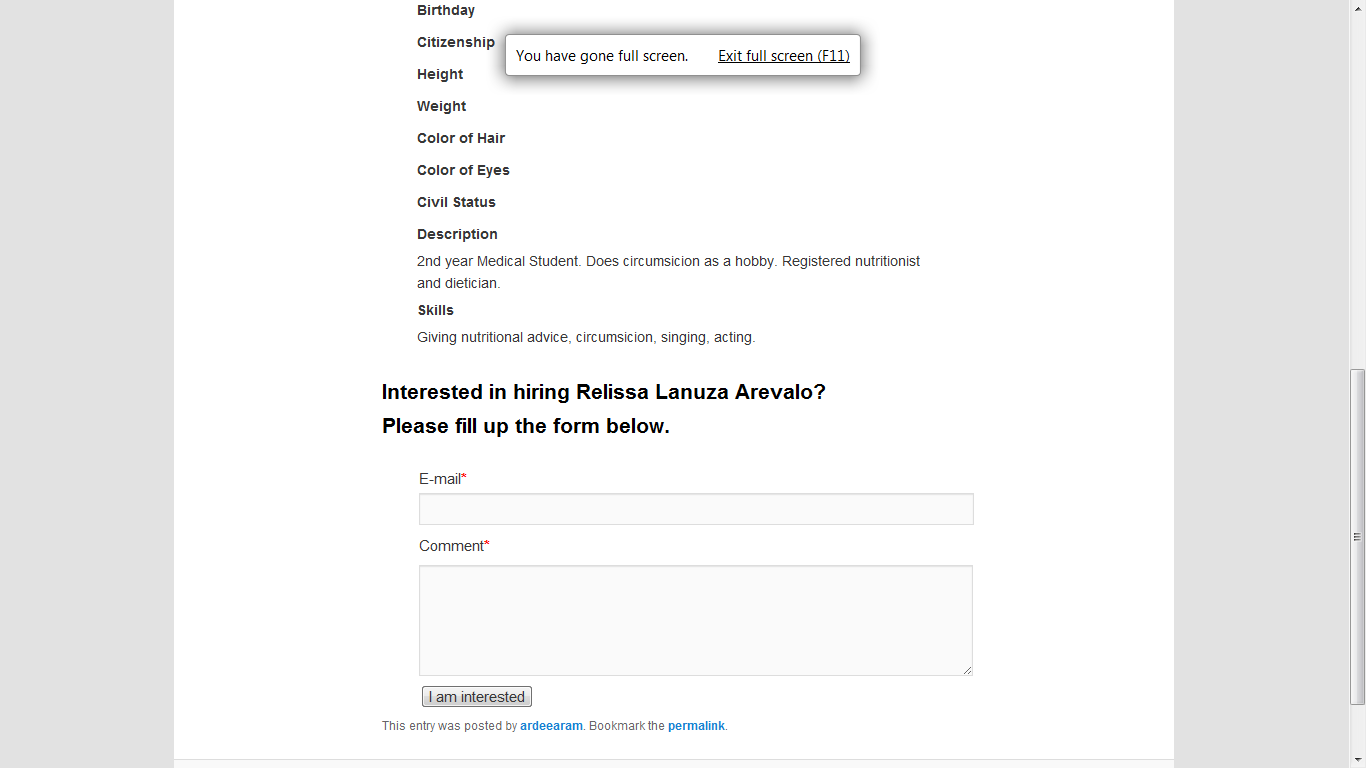 Birthday
Citizenship
You have gone full screen. Exit full screen (F11)
Height
Weight
Color of Hair
Color of Eyes
Civil Status
Description
2nd year Medical Student. Does circumsicion as a hobby. Registered nutritionist
and dietician.
Skills
Giving nutritional advice, circumsicion, singing, acting.
Interested in hiring Relissa Lanuza Arevalo?
Please fill up the form below.
E-mail*
Comment*
I am interested
This entry was posted by ardeearam. Bookmark the permalink.